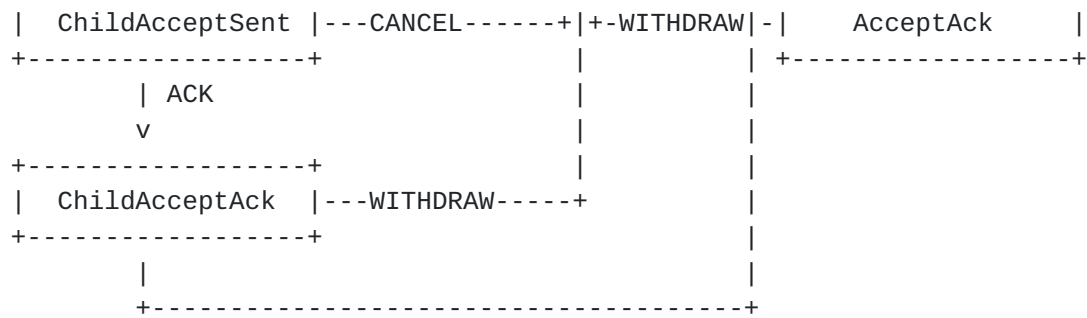 |  ChildAcceptSent |---CANCEL------+|+-WITHDRAW|-|    AcceptAck     |
+------------------+                |          | +------------------+
        | ACK                       |          |
        v                           |          |
+------------------+                |          |
|  ChildAcceptAck  |---WITHDRAW-----+          |
+------------------+                           |
        |                                      |
        +--------------------------------------+